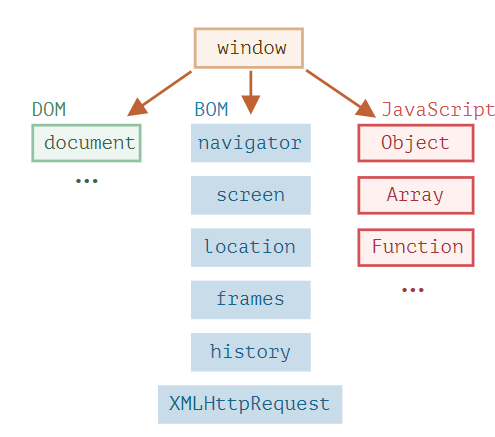 window
DOM
document
...
BOM
navigator
screen
location
frames
history
XMLHttpRequest
JavaScript
Object
Array
Function
...